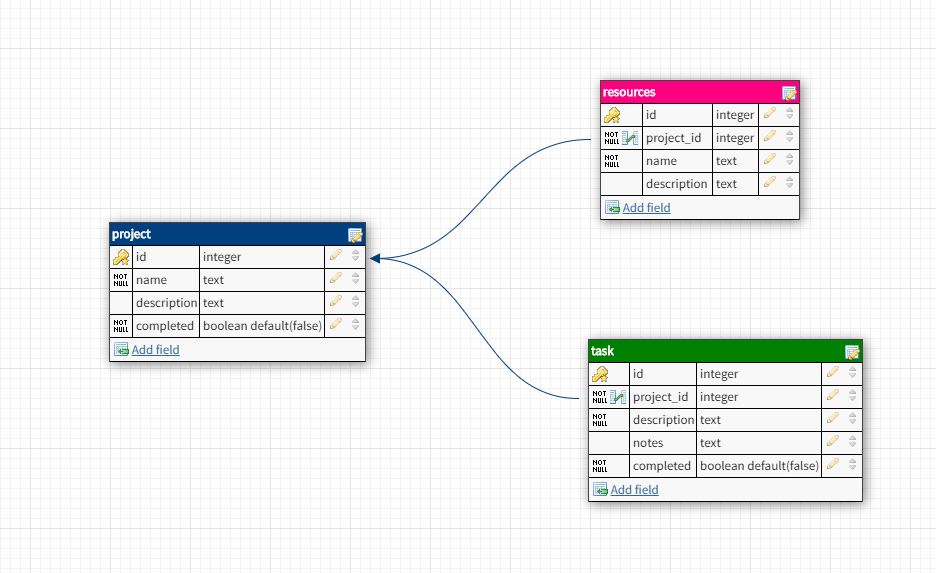 resources
id integer
NOT NULL project_id integer
NOT NULL name text
description text
Add field
project
id integer
NOT NULL name text
description text
NOT NULL completed boolean default(false)
Add field
task
id integer
NOT NULL project_id integer
NOT NULL description text
notes text
NOT NULL completed boolean default(false)
Add field